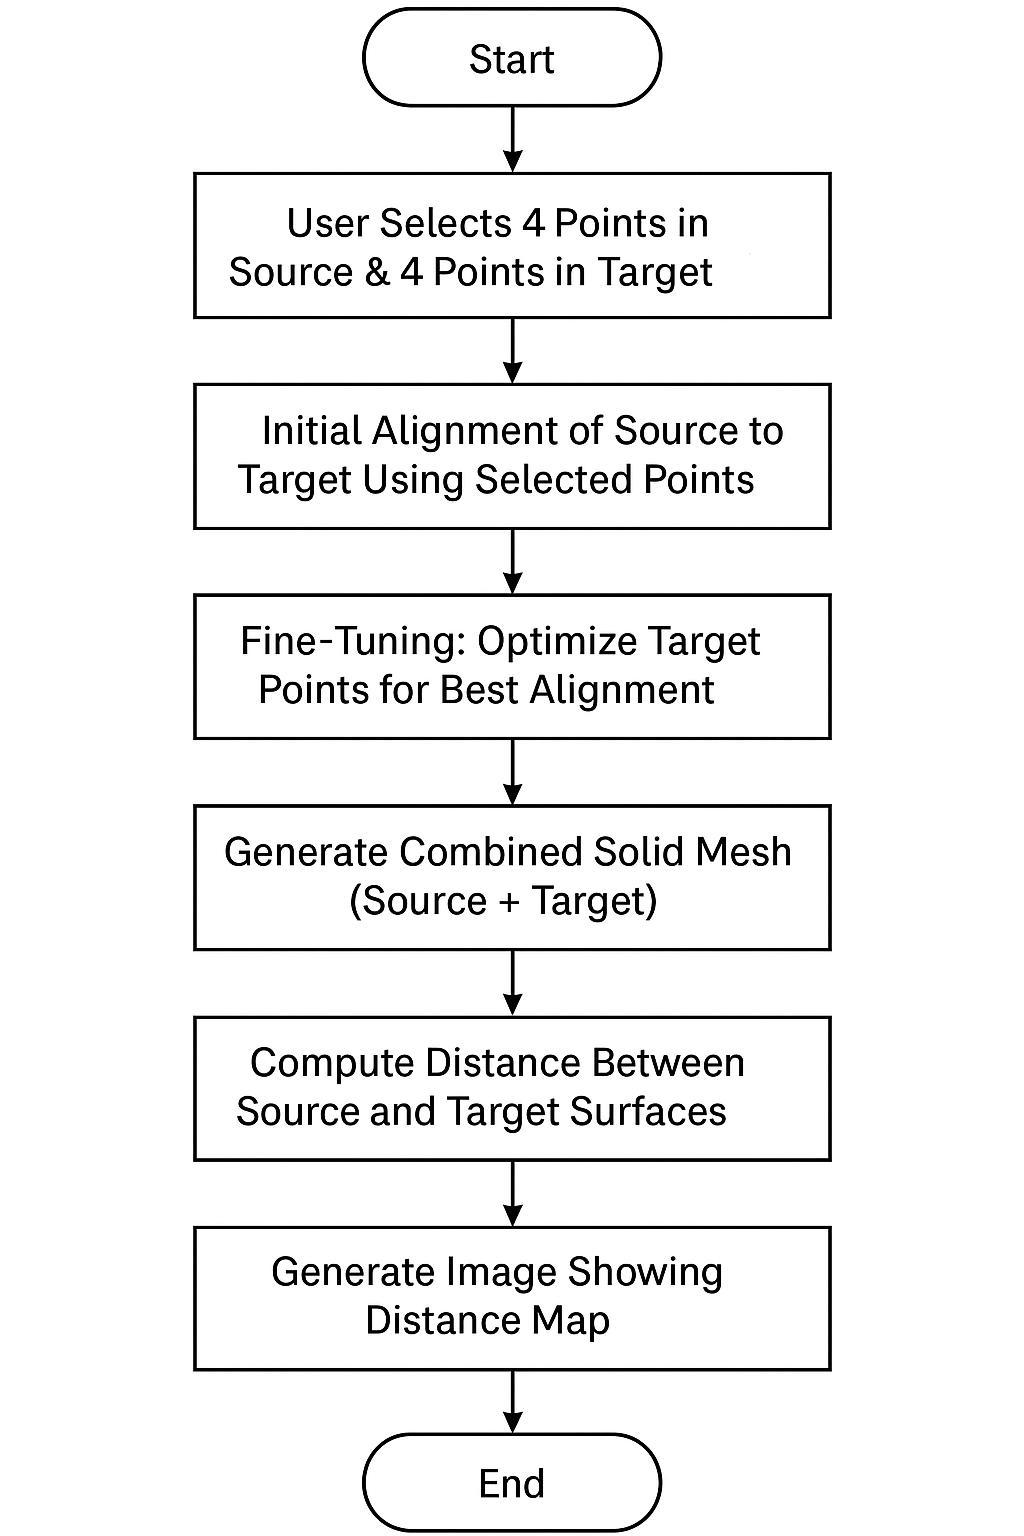 Start
User Selects 4 Points in
Source & 4 Points in Target
Initial Alignment of Source to
Target Using Selected Points
Fine-Tuning: Optimize Target
Points for Best Alignment
Generate Combined Solid Mesh
(Source + Target)
Compute Distance Between
Source and Target Surfaces
Generate Image Showing
Distance Map
End